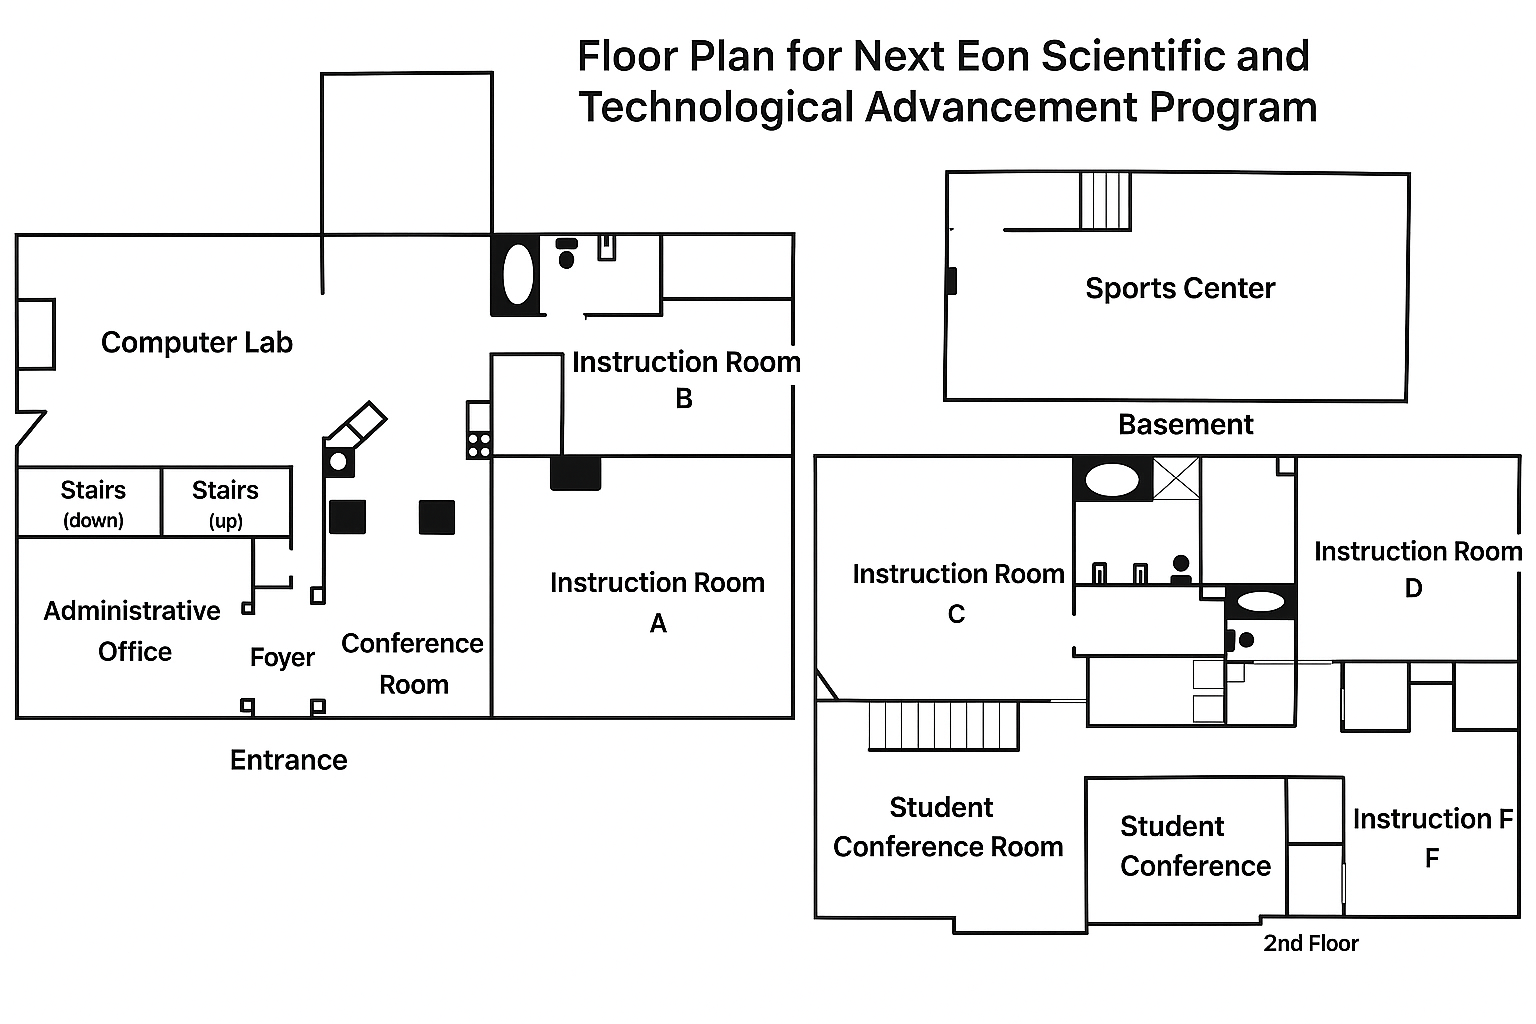 Floor Plan for Next Eon Scientific and
Technological Advancement Program
Computer Lab
Instruction Room
B
Stairs
(down)
Stairs
(up)
Administrative
Office
Foyer
Conference
Room
Instruction Room
A
Entrance
Sports Center
Basement
Instruction Room
C
Instruction Room
D
Student
Conference Room
Student
Conference
Instruction F
F
2nd Floor